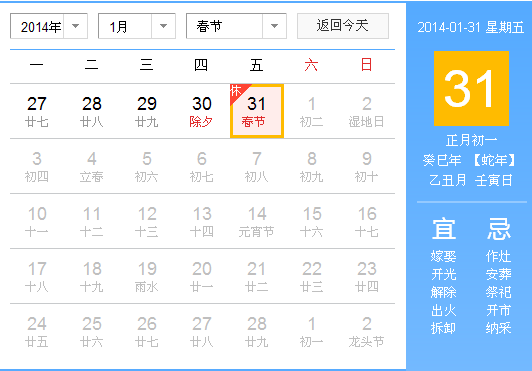 2014年 1月 春节 返回今天
一 二 三 四 五 六 日
27 28 29 30 休 31 1 2
廿七 廿八 廿九 除夕 春节 初二 湿地日
3 4 5 6 7 8 9
初四 立春 初六 初七 初八 初九 初十
10 11 12 13 14 15 16
十一 十二 十三 十四 元宵节 十六 十七
17 18 19 20 21 22 23
十八 十九 雨水 廿一 廿二 廿三 廿四
24 25 26 27 28 1 2
廿五 廿六 廿七 廿八 廿九 初一 龙头节
2014-01-31 星期五
31
正月初一
癸巳年 【蛇年】
乙丑月 壬寅日
宜 忌
嫁娶 作灶
开光 安葬
解除 祭祀
出火 开市
拆卸 纳采